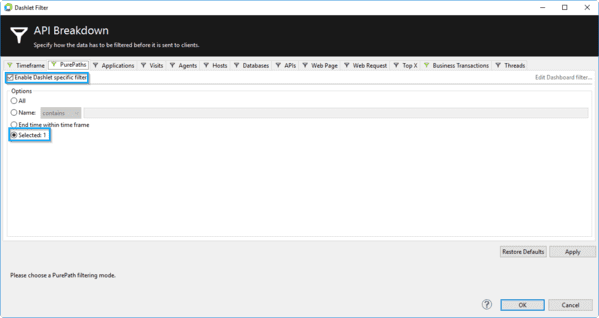 Dashlet Filter
API Breakdown
Specify how the data has to be filtered before it is sent to clients.
Timeframe PurePaths Applications Visits Agents Hosts Databases APIs Web Page Web Request Top X Business Transactions Threads
Enable Dashlet specific filter Edit Dashboard filter...
Options
All
Name: contains
End time within time frame
Selected: 1
Restore Defaults Apply
Please choose a PurePath filtering mode.
? OK Cancel